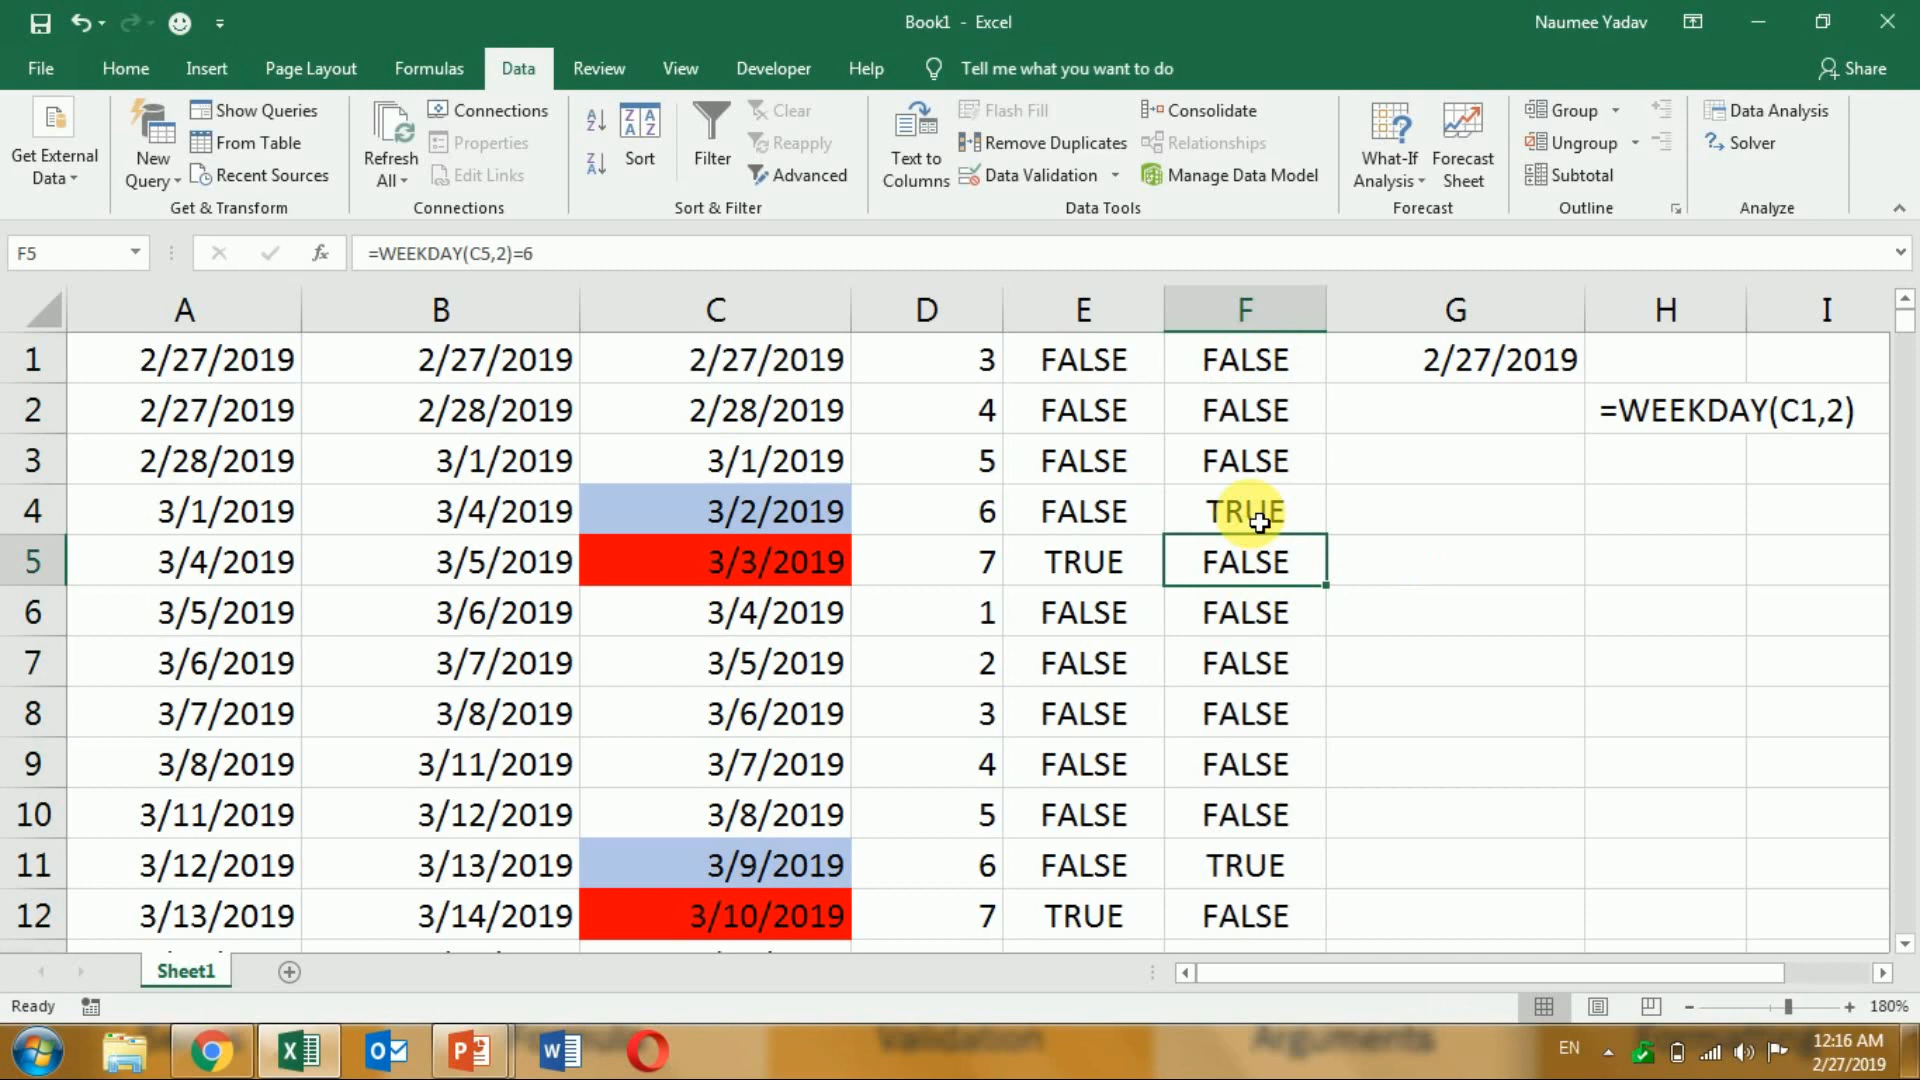 Book1 - Excel
Naumee Yadav
File Home Insert Page Layout Formulas Data Review View Developer Help Tell me what you want to do Share
Get External Data
New Query
Show Queries
From Table
Recent Sources
Get & Transform
Refresh All
Connections
Properties
Edit Links
Connections
Sort
Filter
Clear
Reapply
Advanced
Sort & Filter
Text to Columns
Flash Fill
Remove Duplicates
Data Validation
Consolidate
Relationships
Manage Data Model
Data Tools
What-If Analysis
Forecast Sheet
Forecast
Group
Ungroup
Subtotal
Outline
Data Analysis
Solver
Analyze
F5 fx =WEEKDAY(C5,2)=6
A B C D E F G H I
1 2/27/2019 2/27/2019 2/27/2019 3 FALSE FALSE 2/27/2019
2 2/27/2019 2/28/2019 2/28/2019 4 FALSE FALSE =WEEKDAY(C1,2)
3 2/28/2019 3/1/2019 3/1/2019 5 FALSE FALSE
4 3/1/2019 3/4/2019 3/2/2019 6 FALSE TRUE
5 3/4/2019 3/5/2019 3/3/2019 7 TRUE FALSE
6 3/5/2019 3/6/2019 3/4/2019 1 FALSE FALSE
7 3/6/2019 3/7/2019 3/5/2019 2 FALSE FALSE
8 3/7/2019 3/8/2019 3/6/2019 3 FALSE FALSE
9 3/8/2019 3/11/2019 3/7/2019 4 FALSE FALSE
10 3/11/2019 3/12/2019 3/8/2019 5 FALSE FALSE
11 3/12/2019 3/13/2019 3/9/2019 6 FALSE TRUE
12 3/13/2019 3/14/2019 3/10/2019 7 TRUE FALSE
Sheet1
Ready
180%
Validation
Arguments
EN
12:16 AM
2/27/2019